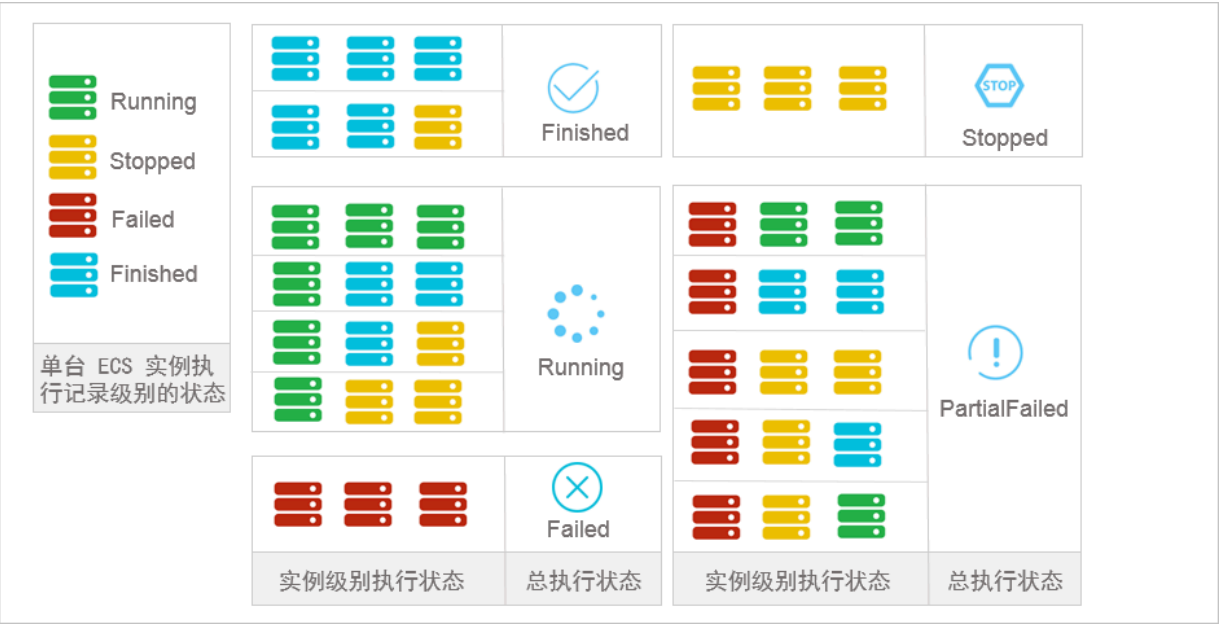 Running
Stopped
Failed
Finished
单台 ECS 实例执
行记录级别的状态
Finished
STOP
Stopped
Running
PartialFailed
Failed
实例级别执行状态
总执行状态
实例级别执行状态
总执行状态